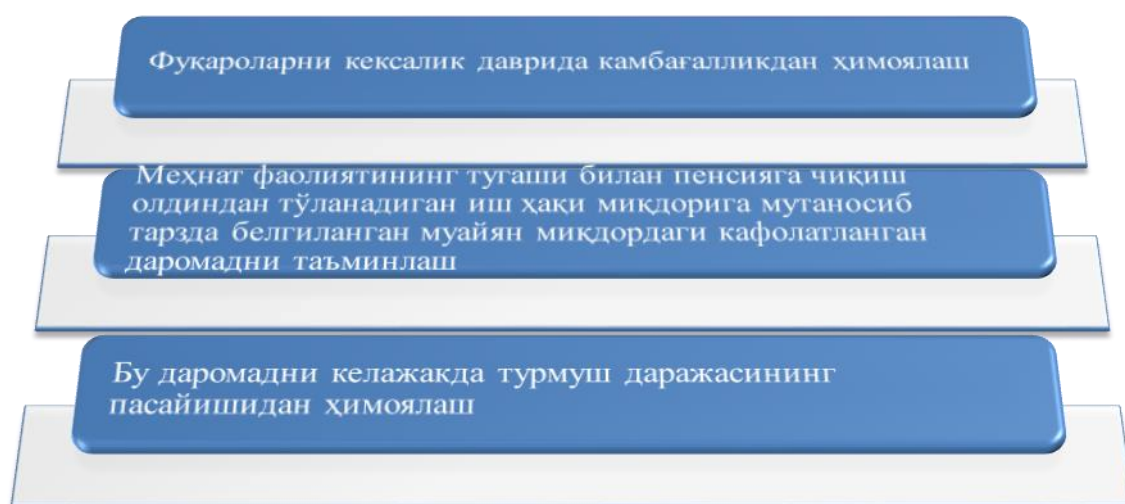 Фуқароларни кексалик даврида камбағалликдан ҳимоялаш
Меҳнат фаолиятининг тугаши билан пенсияга чиқиш
олдиндан тўланадиган иш ҳақи миқдорига мутаносиб
тарзда белгиланган муайян миқдордаги кафолатланган
даромадни таъминлаш
Бу даромадни келажакда турмуш даражасининг
пасайишидан ҳимоялаш